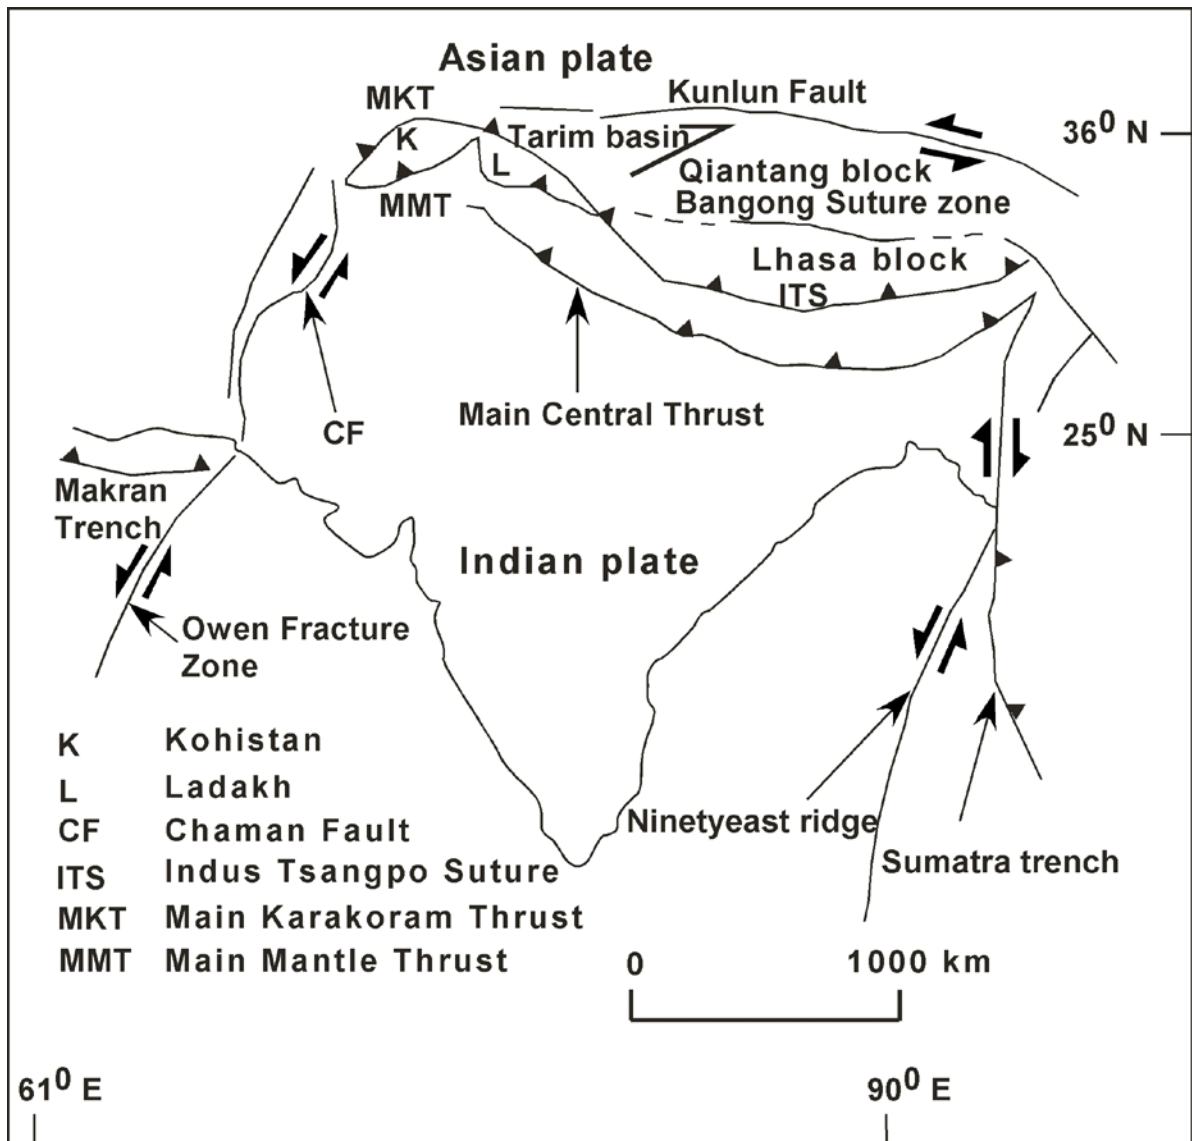 Asian plate
MKT
Kunlun Fault
36⁰ N
K
Tarim basin
L
Qiantang block
MMT
Bangong Suture zone
Lhasa block
ITS
Main Central Thrust
CF
25⁰ N
Makran
Trench
Indian plate
Owen Fracture
Zone
K Kohistan
L Ladakh
CF Chaman Fault
ITS Indus Tsangpo Suture
MKT Main Karakoram Thrust
MMT Main Mantle Thrust
Ninetyeast ridge
Sumatra trench
0 1000 km
61⁰ E
90⁰ E